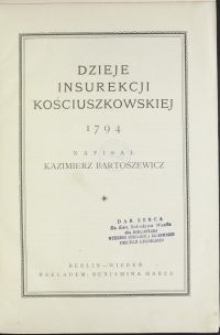 DZIEJE
INSUREKCJI
KOŚCIUSZKOWSKIEJ
1794
NAPISAŁ
KAZIMIERZ BARTOSZEWICZ
DAR SERCA
BERLIN—WIEDEŃ
NAKŁADEM BENJAMINA HARZA